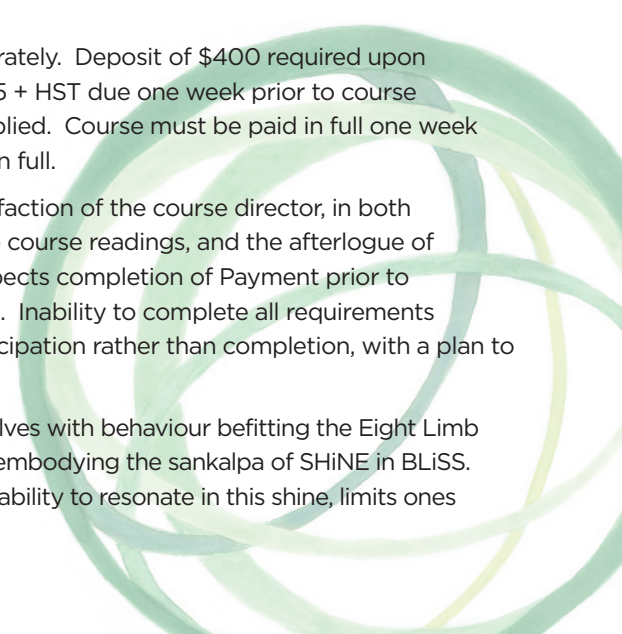 rately. Deposit of $400 required upon
5 + HST due one week prior to course
plied. Course must be paid in full one week
n full.
faction of the course director, in both
course readings, and the afterlogue of
pects completion of Payment prior to
. Inability to complete all requirements
cipation rather than completion, with a plan to
lves with behaviour befitting the Eight Limb
embodying the sankalpa of SHiNE in BLiSS.
ability to resonate in this shine, limits ones